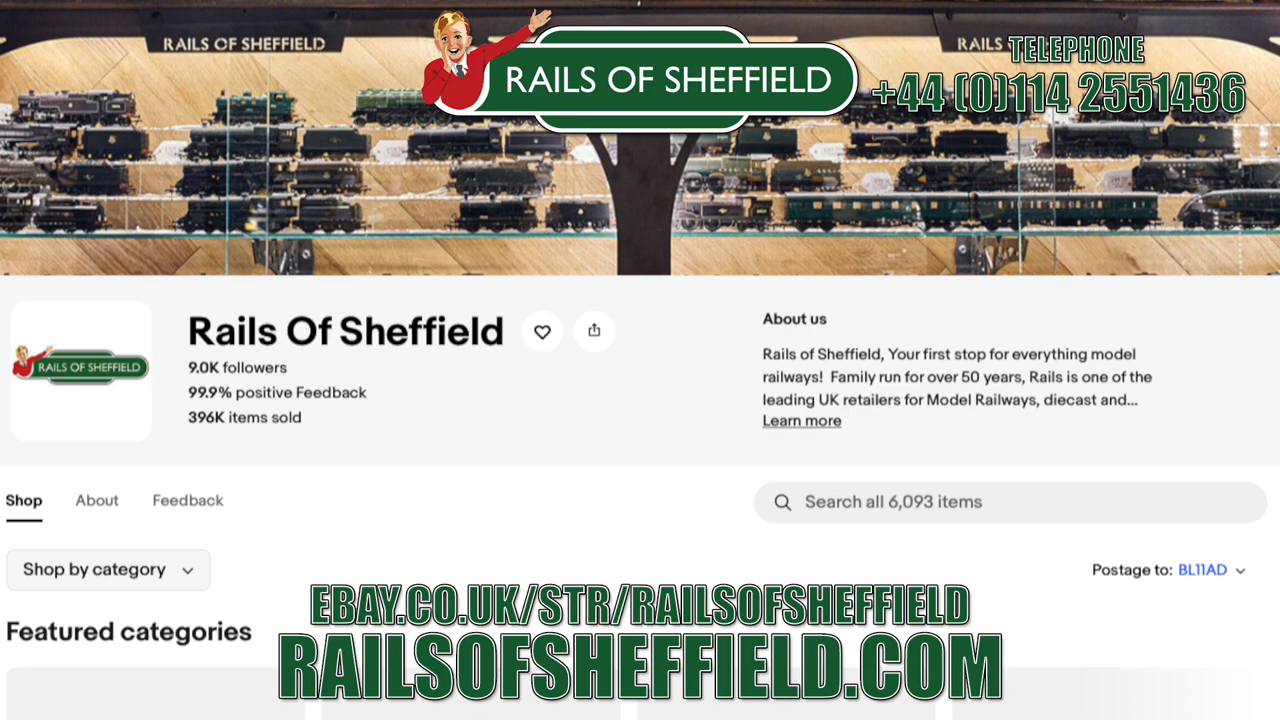 RAILS OF SHEFFIELD
RAILS OF SHEFFIELD
RAILS
TELEPHONE
+44 (0)114 2551436
RAILS OF SHEFFIELD
Rails Of Sheffield
9.0K followers
99.9% positive Feedback
396K items sold
About us
Rails of Sheffield, Your first stop for everything model
railways! Family run for over 50 years, Rails is one of the
leading UK retailers for Model Railways, diecast and...
Learn more
Shop
About
Feedback
Search all 6,093 items
Shop by category
Postage to: BL11AD
Featured categories
EBAY.CO.UK/STR/RAILSOFSHEFFIELD
RAILSOFSHEFFIELD.COM